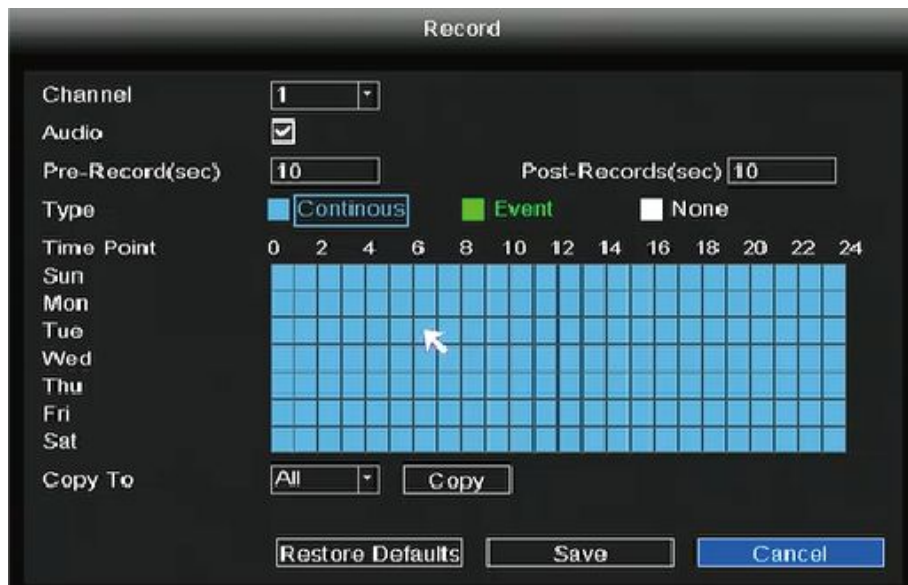 Record
Channel 1
Audio
Pre-Record(sec) 10 Post-Records(sec) 10
Type Continous Event None
Time Point 0 2 4 6 8 10 12 14 16 18 20 22 24
Sun
Mon
Tue
Wed
Thu
Fri
Sat
Copy To All Copy
Restore Defaults Save Cancel